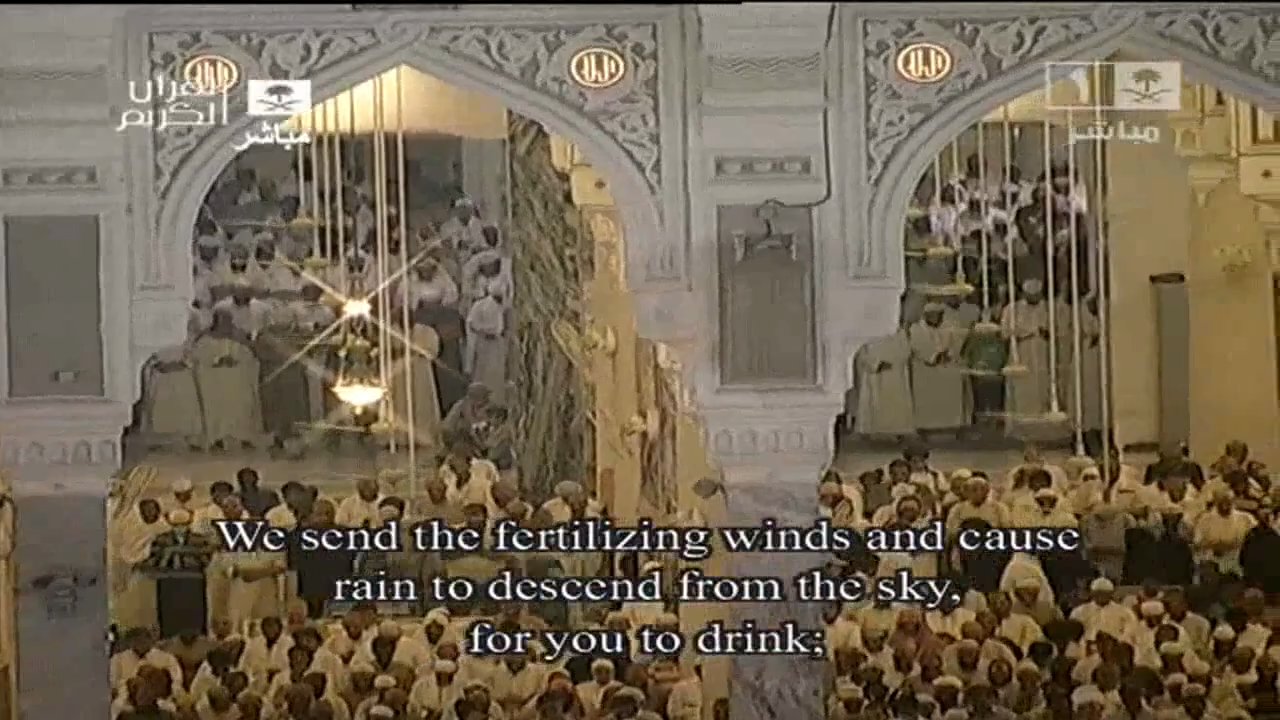 القرآن
الكريم
مباشر
مباشر
We send the fertilizing winds and cause
rain to descend from the sky,
for you to drink;